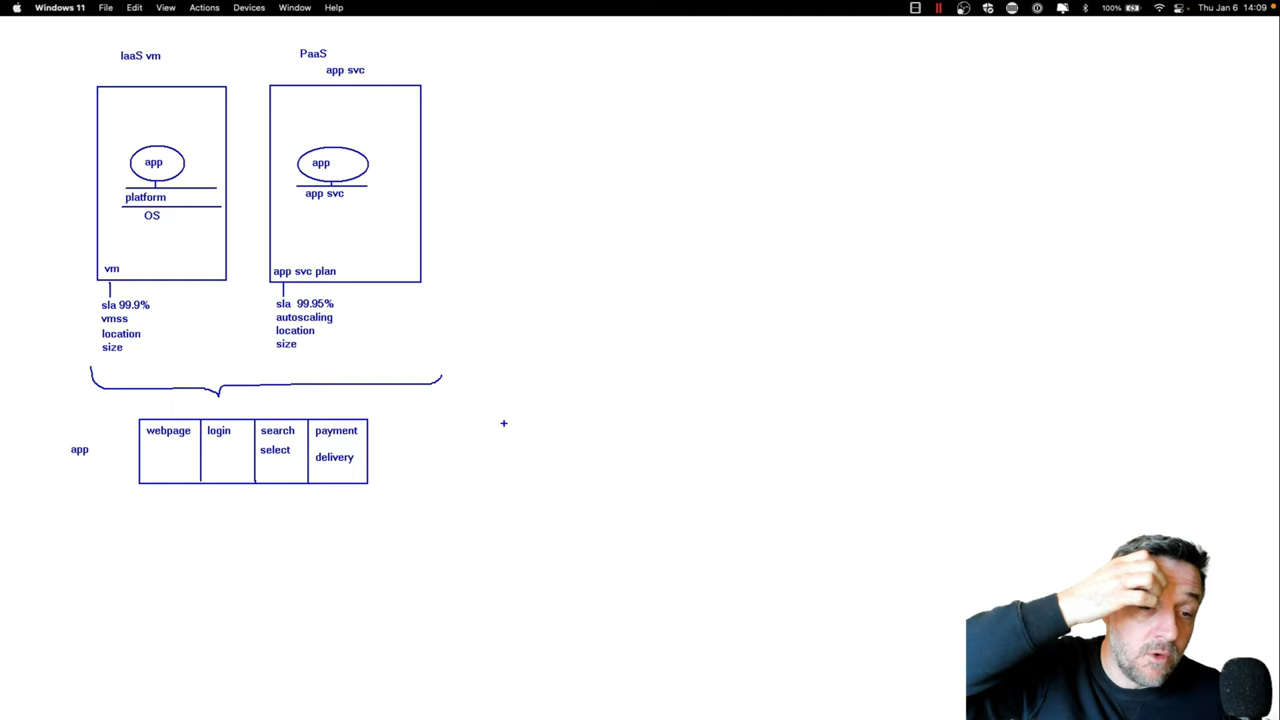 Windows 11 File Edit View Actions Devices Window Help 100% Thu Jan 6 14:09
IaaS vm
PaaS
app svc
app
platform
OS
vm
sla 99.9%
vmss
location
size
app
app svc
app svc plan
sla 99.95%
autoscaling
location
size
app
webpage
login
search
select
payment
delivery